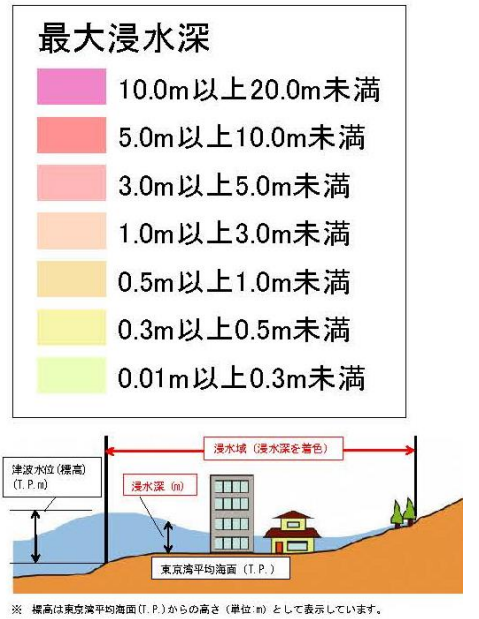 最大浸水深
10.0m以上20.0m未満
5.0m以上10.0m未満
3.0m以上5.0m未満
1.0m以上3.0m未満
0.5m以上1.0m未満
0.3m以上0.5m未満
0.01m以上0.3m未満
浸水域（浸水深を着色）
津波水位(標高)
(T.P.m)
浸水深（m）
東京湾平均海面（T.P.）
※　標高は東京湾平均海面(T.P.)からの高さ（単位:m）として表示しています。